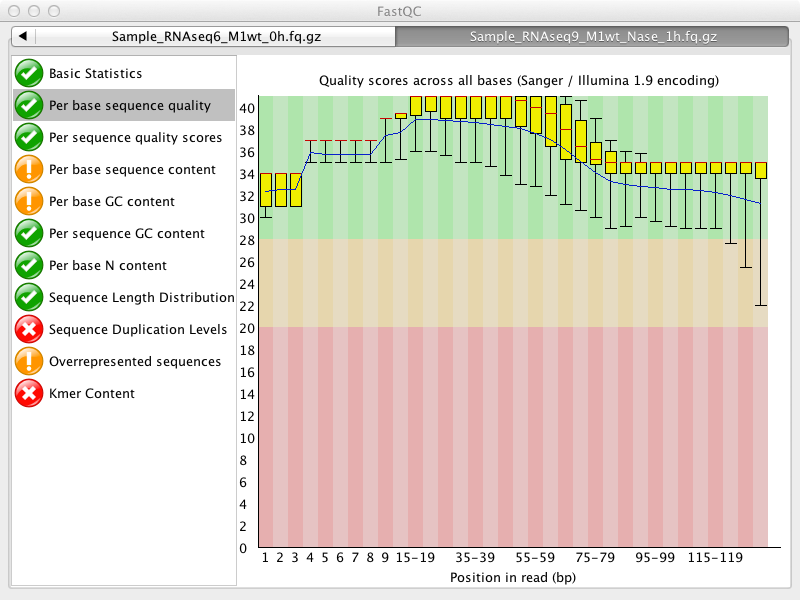 FastQC
Sample_RNAseq6_M1wt_0h.fq.gz
Sample_RNAseq9_M1wt_Nase_1h.fq.gz
Basic Statistics
Per base sequence quality
Per sequence quality scores
Per base sequence content
Per base GC content
Per sequence GC content
Per base N content
Sequence Length Distribution
Sequence Duplication Levels
Overrepresented sequences
Kmer Content
Quality scores across all bases (Sanger / Illumina 1.9 encoding)
40
38
36
34
32
30
28
26
24
22
20
18
16
14
12
10
8
6
4
2
0
1 2 3 4 5 6 7 8 9 15-19 35-39 55-59 75-79 95-99 115-119
Position in read (bp)